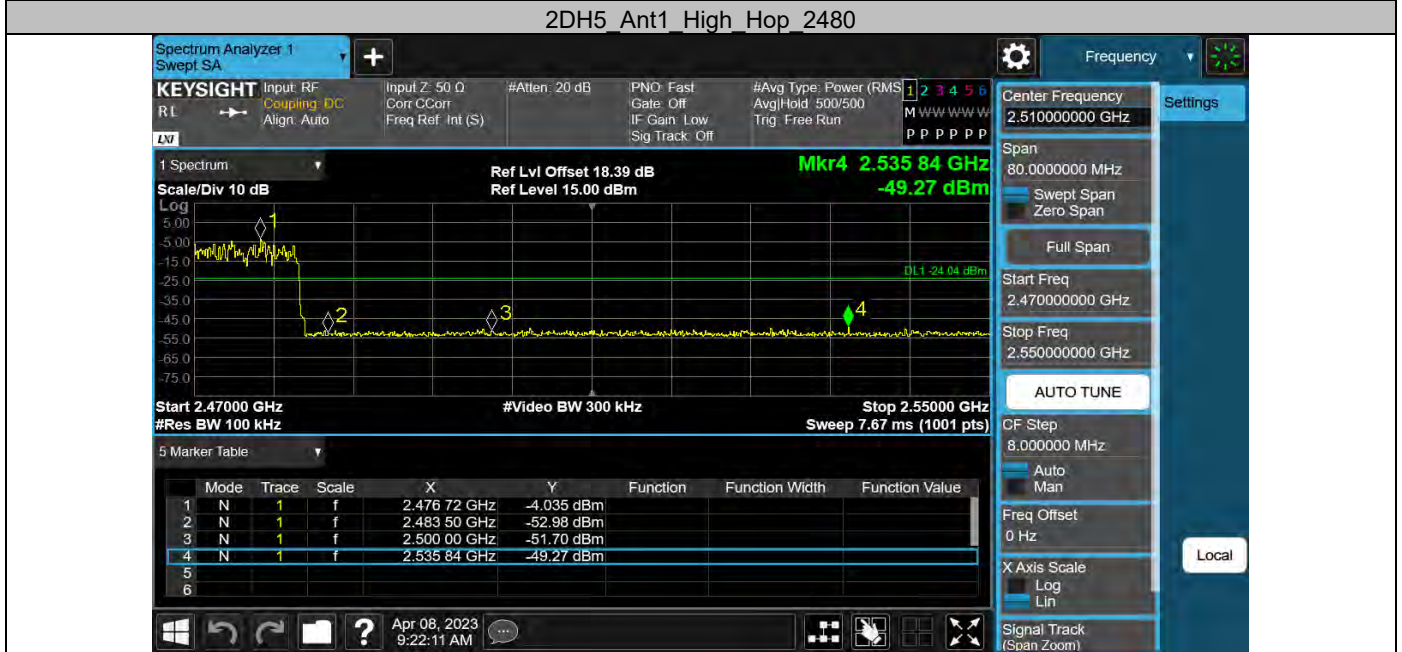 2DH5_Ant1_High_Hop_2480
Spectrum Analyzer 1
Swept SA
+
Frequency
KEYSIGHT
RL
LXI
Input: RF
Coupling: DC
Align: Auto
Input Z: 50 Ω
Corr CCorr
Freq Ref: Int (S)
#Atten: 20 dB
PNO: Fast
Gate: Off
IF Gain: Low
Sig Track: Off
#Avg Type: Power (RMS
Avg|Hold: 500/500
Trig: Free Run
1 2 3 4 5 6
M W W W W W
P P P P P P
Center Frequency
2.510000000 GHz
Settings
Span
80.0000000 MHz
Swept Span
Zero Span
Full Span
Start Freq
2.470000000 GHz
Stop Freq
2.550000000 GHz
AUTO TUNE
CF Step
8.000000 MHz
Auto
Man
Freq Offset
0 Hz
X Axis Scale
Log
Lin
Signal Track
(Span Zoom)
Local
1 Spectrum
Scale/Div 10 dB
Log
Ref Lvl Offset 18.39 dB
Ref Level 15.00 dBm
Mkr4 2.535 84 GHz
-49.27 dBm
5.00
-5.00
-15.0
-25.0
-35.0
-45.0
-55.0
-65.0
-75.0
1
2
3
4
DL1 -24.04 dBm
Start 2.47000 GHz
#Res BW 100 kHz
#Video BW 300 kHz
Stop 2.55000 GHz
Sweep 7.67 ms (1001 pts)
5 Marker Table
Mode Trace Scale X Y Function Function Width Function Value
1 N 1 f 2.476 72 GHz -4.035 dBm
2 N 1 f 2.483 50 GHz -52.98 dBm
3 N 1 f 2.500 00 GHz -51.70 dBm
4 N 1 f 2.535 84 GHz -49.27 dBm
5
6
?
Apr 08, 2023
9:22:11 AM